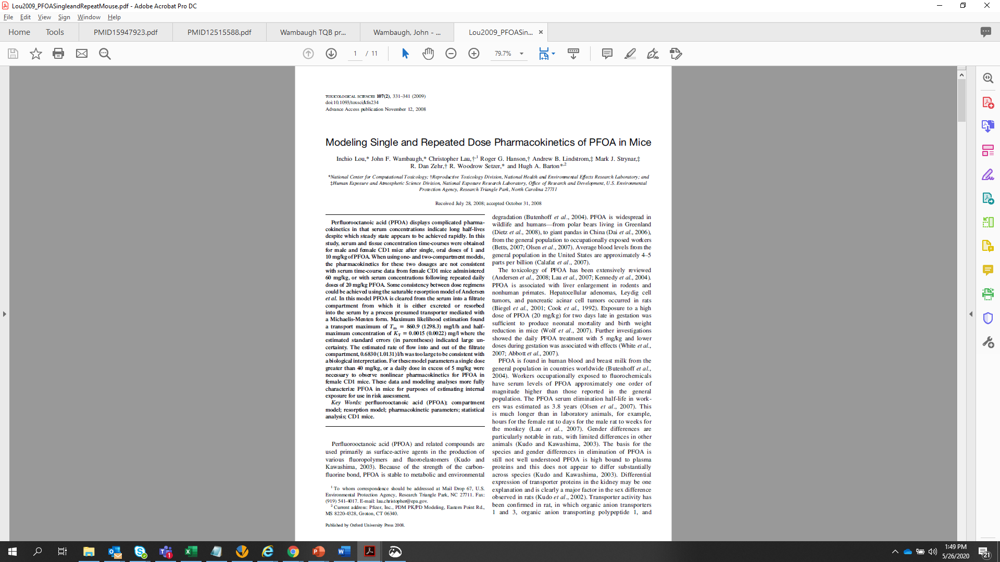 Lou2009_PFOASingleandRepeatMouse.pdf - Adobe Acrobat Pro DC
File Edit View Sign Window Help
Home Tools PMID15947923.pdf PMID12515588.pdf Wambaugh TQB pr... Wambaugh, John - ... Lou2009_PFOASin... ×
1 / 11 79.7%
TOXICOLOGICAL SCIENCES 107(2), 331–341 (2009)
doi:10.1093/toxsci/kfn234
Advance Access publication November 12, 2008
Modeling Single and Repeated Dose Pharmacokinetics of PFOA in Mice
Inchio Lou,* John F. Wambaugh,* Christopher Lau,†,1 Roger G. Hanson,† Andrew B. Lindstrom,‡ Mark J. Strynar,‡
R. Dan Zehr,† R. Woodrow Setzer,* and Hugh A. Barton*,2
*National Center for Computational Toxicology; †Reproductive Toxicology Division, National Health and Environmental Effects Research Laboratory; and
‡Human Exposure and Atmospheric Science Division, National Exposure Research Laboratory, Office of Research and Development, U.S. Environmental
Protection Agency, Research Triangle Park, North Carolina 27711
Received July 28, 2008; accepted October 31, 2008
Perfluorooctanoic acid (PFOA) displays complicated pharma-
cokinetics in that serum concentrations indicate long half-lives
despite which steady state appears to be achieved rapidly. In this
study, serum and tissue concentration time-courses were obtained
for male and female CD1 mice after single, oral doses of 1 and
10 mg/kg of PFOA. When using one- and two-compartment models,
the pharmacokinetics for these two dosages are not consistent
with serum time-course data from female CD1 mice administered
60 mg/kg, or with serum concentrations following repeated daily
doses of 20 mg/kg PFOA. Some consistency between dose regimens
could be achieved using the saturable resorption model of Andersen
et al. In this model PFOA is cleared from the serum into a filtrate
compartment from which it is either excreted or resorbed
into the serum by a process presumed transporter mediated with
a Michaelis-Menten form. Maximum likelihood estimation found
a transport maximum of Tm = 860.9 (1298.3) mg/l/h and half-
maximum concentration of KT = 0.0015 (0.0022) mg/l where the
estimated standard errors (in parentheses) indicated large un-
certainty. The estimated rate of flow into and out of the filtrate
compartment, 0.6830 (1.0131) l/h was too large to be consistent with
a biological interpretation. For these model parameters a single dose
greater than 40 mg/kg, or a daily dose in excess of 5 mg/kg were
necessary to observe nonlinear pharmacokinetics for PFOA in
female CD1 mice. These data and modeling analyses more fully
characterize PFOA in mice for purposes of estimating internal
exposure for use in risk assessment.
Key Words: perfluorooctanoic acid (PFOA); compartment
model; resorption model; pharmacokinetic parameters; statistical
analysis; CD1 mice.
Perfluorooctanoic acid (PFOA) and related compounds are
used primarily as surface-active agents in the production of
various fluoropolymers and fluoroelastomers (Kudo and
Kawashima, 2003). Because of the strength of the carbon-
fluorine bond, PFOA is stable to metabolic and environmental
1 To whom correspondence should be addressed at Mail Drop 67, U.S.
Environmental Protection Agency, Research Triangle Park, NC 27711. Fax:
(919) 541-4017. E-mail: lau.christopher@epa.gov.
2 Current address: Pfizer, Inc., PDM PK/PD Modeling, Eastern Point Rd.,
MS 8220-4328, Groton, CT 06340.
Published by Oxford University Press 2008.
degradation (Butenhoff et al., 2004). PFOA is widespread in
wildlife and humans—from polar bears living in Greenland
(Dietz et al., 2008), to giant pandas in China (Dai et al., 2006),
from the general population to occupationally exposed workers
(Betts, 2007; Olsen et al., 2007). Average blood levels from the
general population in the United States are approximately 4–5
parts per billion (Calafat et al., 2007).
The toxicology of PFOA has been extensively reviewed
(Andersen et al., 2008; Lau et al., 2007; Kennedy et al., 2004).
PFOA is associated with liver enlargement in rodents and
nonhuman primates. Hepatocellular adenomas, Leydig cell
tumors, and pancreatic acinar cell tumors occurred in rats
(Biegel et al., 2001; Cook et al., 1992). Exposure to a high
dose of PFOA (20 mg/kg) for two days late in gestation was
sufficient to produce neonatal mortality and birth weight
reduction in mice (Wolf et al., 2007). Further investigations
showed the daily PFOA treatment with 5 mg/kg and lower
doses during gestation was associated with effects (White et al.,
2007; Abbott et al., 2007).
PFOA is found in human blood and breast milk from the
general population in countries worldwide (Butenhoff et al.,
2004). Workers occupationally exposed to fluorochemicals
have serum levels of PFOA approximately one order of
magnitude higher than those reported in the general
population. The PFOA serum elimination half-life in work-
ers was estimated as 3.8 years (Olsen et al., 2007). This
is much longer than in laboratory animals, for example,
hours for the female rat to days for the male rat to weeks for
the monkey (Lau et al., 2007). Gender differences are
particularly notable in rats, with limited differences in other
animals (Kudo and Kawashima, 2003). The basis for the
species and gender differences in elimination of PFOA is
still not well understood PFOA is high bound to plasma
proteins and this does not appear to differ substantially
across species (Kudo and Kawashima, 2003). Differential
expression of transporter proteins in the kidney may be one
explanation and is clearly a major factor in the sex difference
observed in rats (Kudo et al., 2002). Transporter activity has
been confirmed in rat, in which organic anion transporters
1 and 3, organic anion transporting polypeptide 1, and
1:49 PM
5/26/2020
21